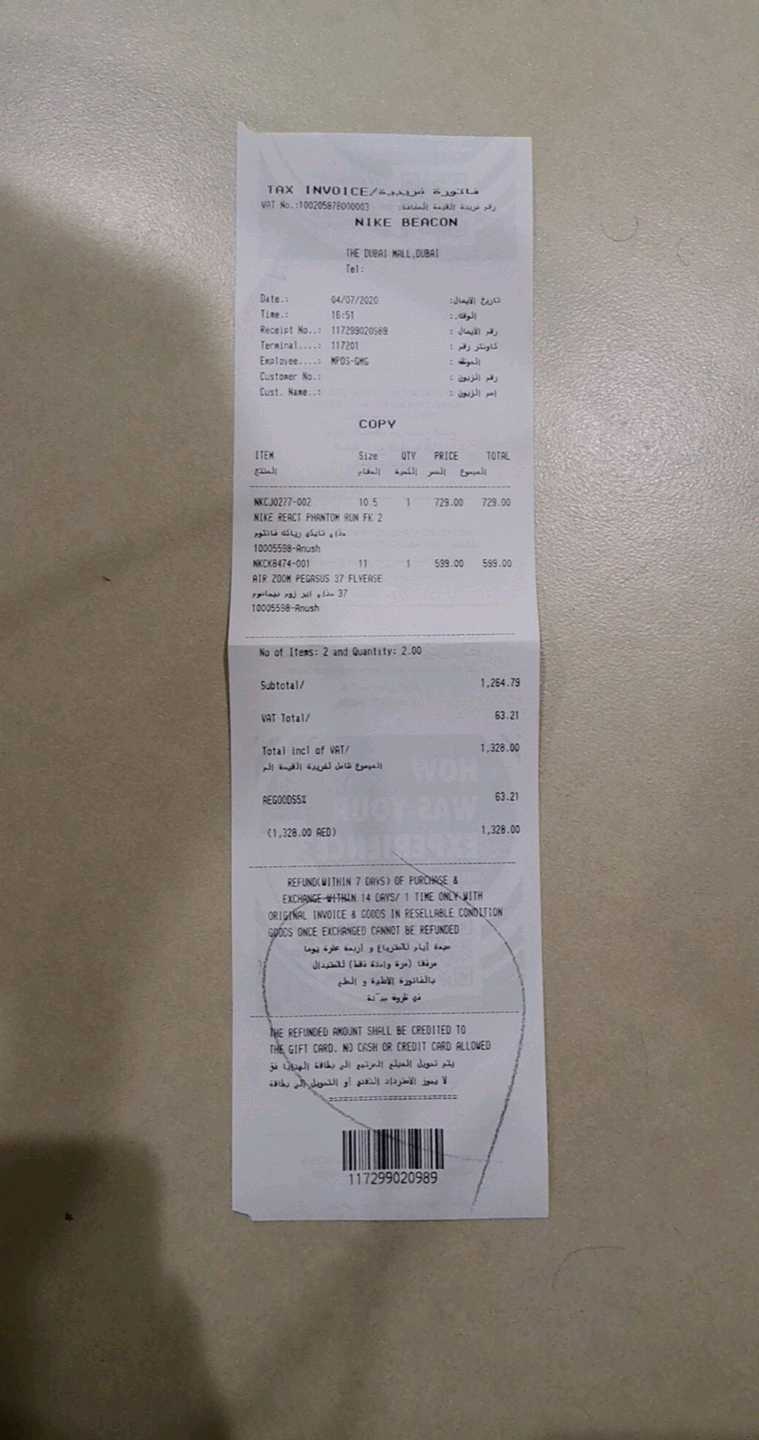 TAX INVOICE/فاتورة ضريبية
VAT No.:100205878000003 رقم ضريبة القيمة المضافة:
NIKE BEACON
THE DUBAI MALL,DUBAI
Tel:
Date.: 04/07/2020 تاريخ الإيصال:
Time.: 16:51 الوقت:
Receipt No..: 117299020989 رقم الإيصال :
Terminal....: 117201 كاونتر رقم :
Employee....: MPOS-GMG الموظف :
Customer No.: رقم الزبون :
Cust. Name..: إسم الزبون :
COPY
ITEM Size QTY PRICE TOTAL
المنتج المقاس الكمية السعر المجموع
NKCJ0277-002 10.5 1 729.00 729.00
NIKE REACT PHANTOM RUN FK 2
حذاء نايكي رياكت فانتوم
10005598-Anush
NKCK8474-001 11 1 599.00 599.00
AIR ZOOM PEGASUS 37 FLYEASE
37 حذاء اير زوم
10005598-Anush
No of Items: 2 and Quantity: 2.00
Subtotal/ 1,264.79
VAT Total/ 63.21
Total incl of VAT/ 1,328.00
المجموع شامل لضريبة القيمة الم
AEGOODS5% 63.21
(1,328.00 AED) 1,328.00
HOW
WAS YOUR
EXPERIENC
REFUND(WITHIN 7 DAYS) OF PURCHASE &
EXCHANGE WITHIN 14 DAYS/ 1 TIME ONLY WITH
ORIGINAL INVOICE & GOODS IN RESELLABLE CONDITION
GOODS ONCE EXCHANGED CANNOT BE REFUNDED
أيام للاسترجاع و أربعة عشرة يوما
(مرة واحدة فقط) للاستبدال
بالفاتورة الأصلية و
THE REFUNDED AMOUNT SHALL BE CREDITED TO
THE GIFT CARD. NO CASH OR CREDIT CARD ALLOWED
يتم تحويل المبلغ المرتجع إلى بطاقة الهدايا
لا يجوز الاسترداد النقدي أو التحويل إلى بطاقة
117299020989